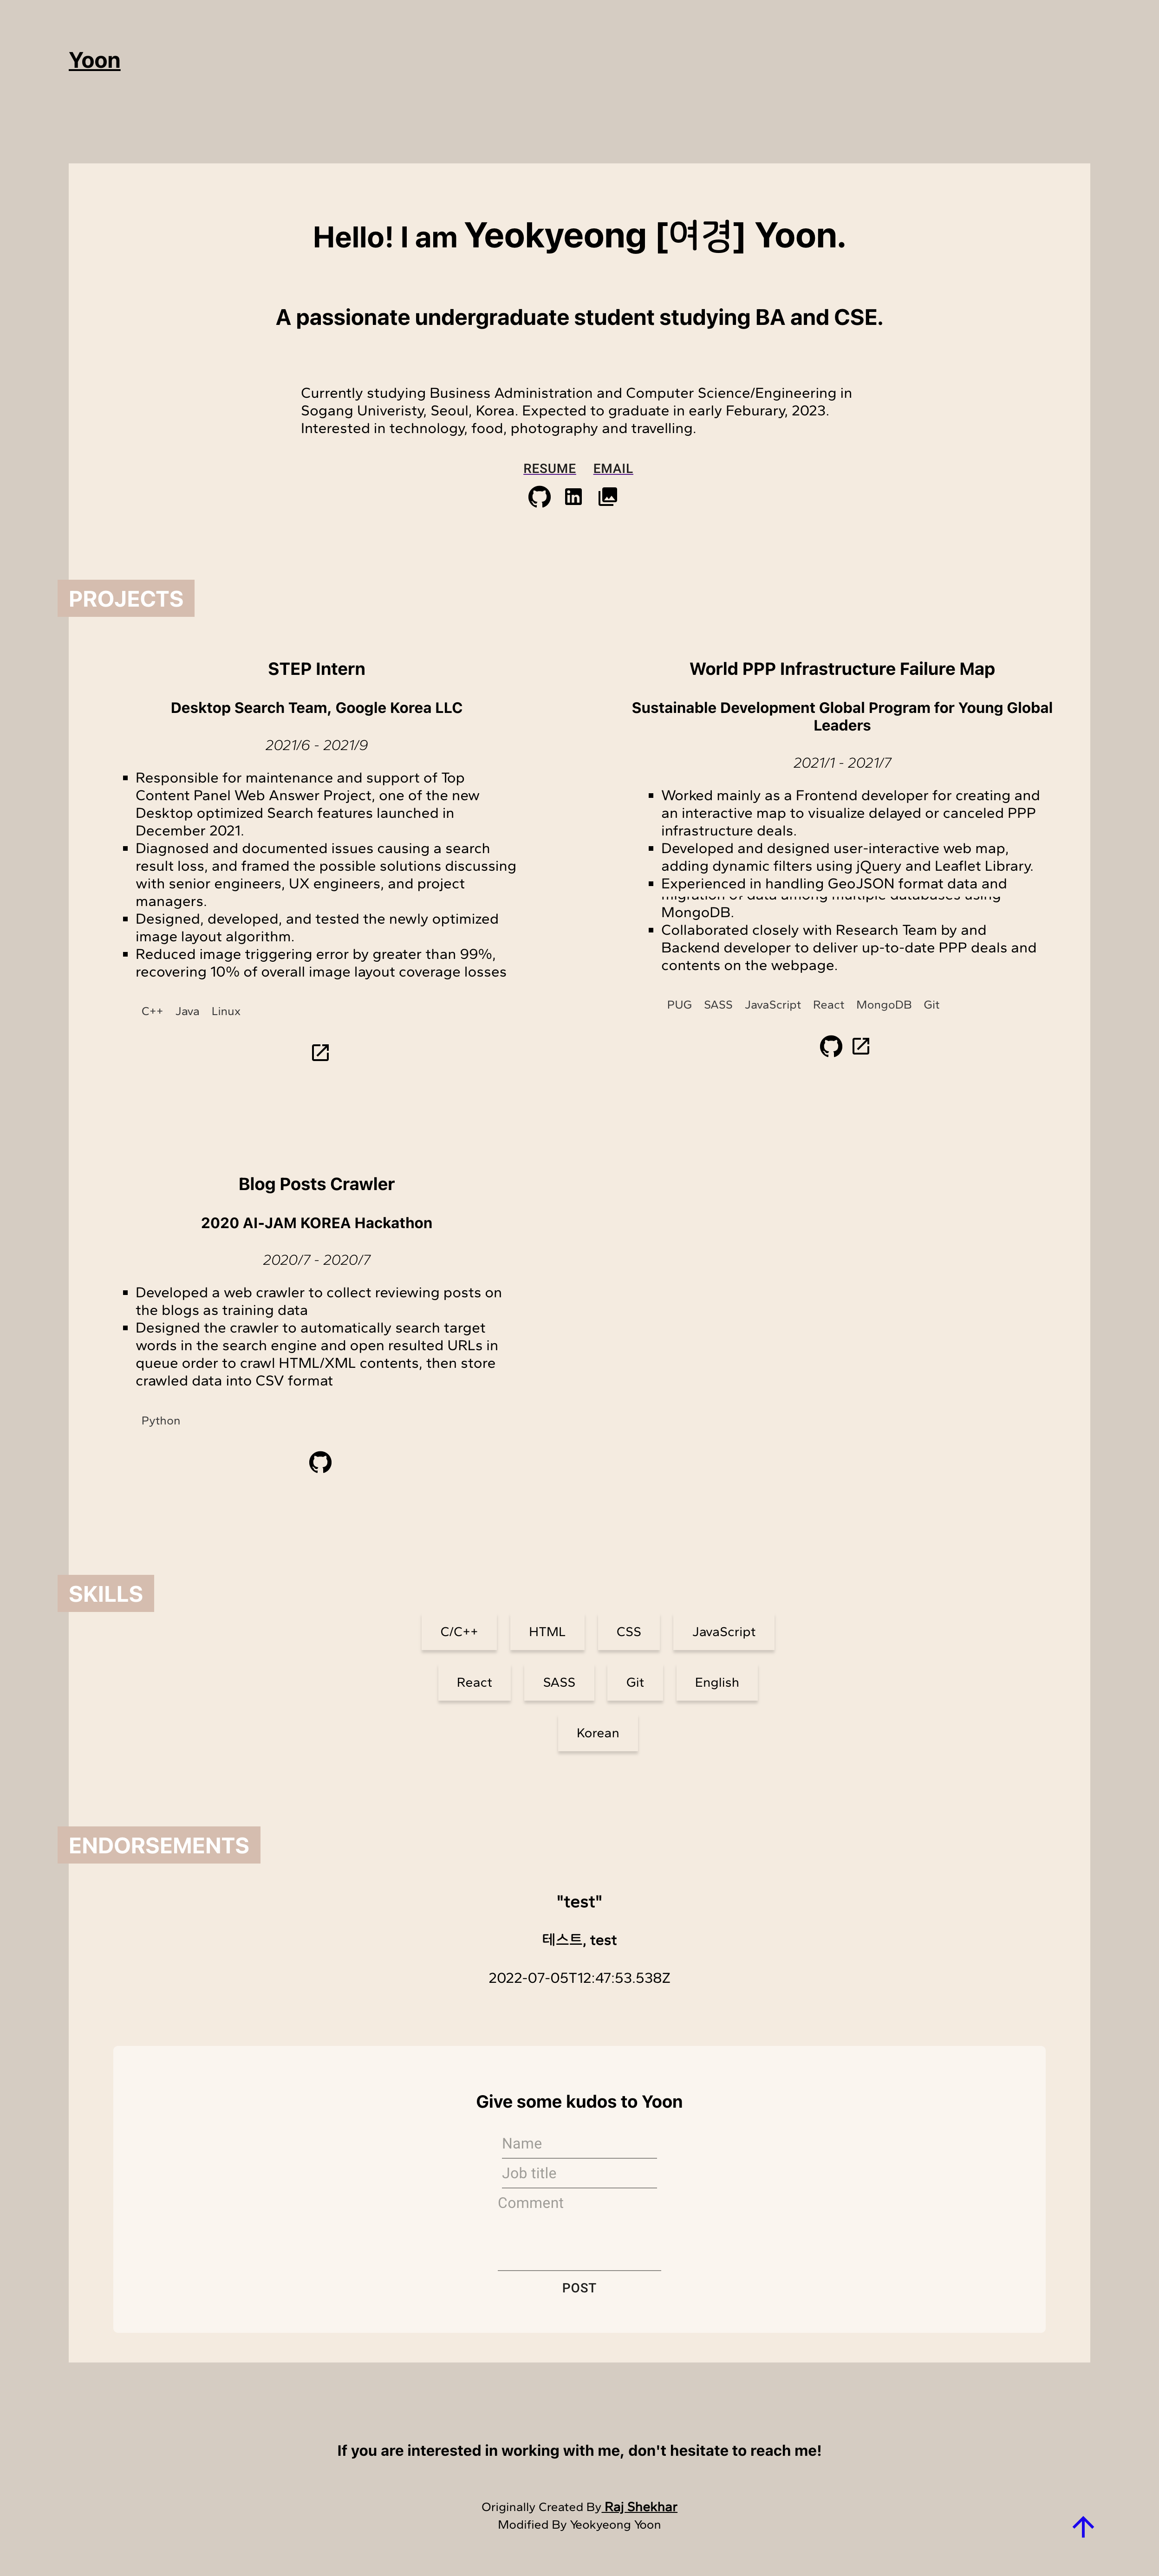 Yoon
Hello! I am Yeokyeong [여경] Yoon.
A passionate undergraduate student studying BA and CSE.
Currently studying Business Administration and Computer Science/Engineering in
Sogang Univeristy, Seoul, Korea. Expected to graduate in early Feburary, 2023.
Interested in technology, food, photography and travelling.
RESUME EMAIL
PROJECTS
STEP Intern
Desktop Search Team, Google Korea LLC
2021/6 - 2021/9
Responsible for maintenance and support of Top
Content Panel Web Answer Project, one of the new
Desktop optimized Search features launched in
December 2021.
Diagnosed and documented issues causing a search
result loss, and framed the possible solutions discussing
with senior engineers, UX engineers, and project
managers.
Designed, developed, and tested the newly optimized
image layout algorithm.
Reduced image triggering error by greater than 99%,
recovering 10% of overall image layout coverage losses
C++ Java Linux
World PPP Infrastructure Failure Map
Sustainable Development Global Program for Young Global
Leaders
2021/1 - 2021/7
Worked mainly as a Frontend developer for creating and
an interactive map to visualize delayed or canceled PPP
infrastructure deals.
Developed and designed user-interactive web map,
adding dynamic filters using jQuery and Leaflet Library.
Experienced in handling GeoJSON format data and
migration of data among multiple databases using
MongoDB.
Collaborated closely with Research Team by and
Backend developer to deliver up-to-date PPP deals and
contents on the webpage.
PUG SASS JavaScript React MongoDB Git
Blog Posts Crawler
2020 AI-JAM KOREA Hackathon
2020/7 - 2020/7
Developed a web crawler to collect reviewing posts on
the blogs as training data
Designed the crawler to automatically search target
words in the search engine and open resulted URLs in
queue order to crawl HTML/XML contents, then store
crawled data into CSV format
Python
SKILLS
C/C++ HTML CSS JavaScript
React SASS Git English
Korean
ENDORSEMENTS
"test"
테스트, test
2022-07-05T12:47:53.538Z
Give some kudos to Yoon
Name
Job title
Comment
POST
If you are interested in working with me, don't hesitate to reach me!
Originally Created By Raj Shekhar
Modified By Yeokyeong Yoon